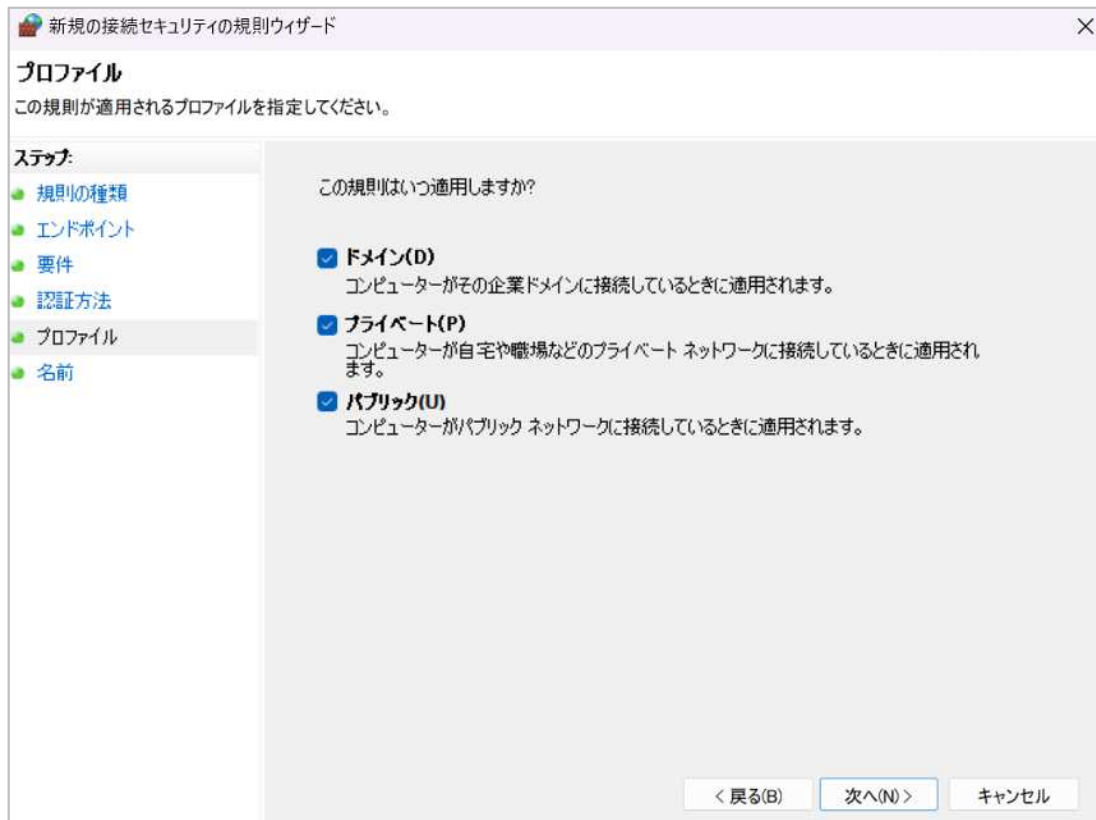 新規の接続セキュリティの規則ウィザード
プロファイル
この規則が適用されるプロファイルを指定してください。
ステップ:
規則の種類
エンドポイント
要件
認証方法
プロファイル
名前
この規則はいつ適用しますか?
ドメイン(D)
コンピューターがその企業ドメインに接続しているときに適用されます。
プライベート(P)
コンピューターが自宅や職場などのプライベート ネットワークに接続しているときに適用され
ます。
パブリック(U)
コンピューターがパブリック ネットワークに接続しているときに適用されます。
< 戻る(B)
次へ(N) >
キャンセル